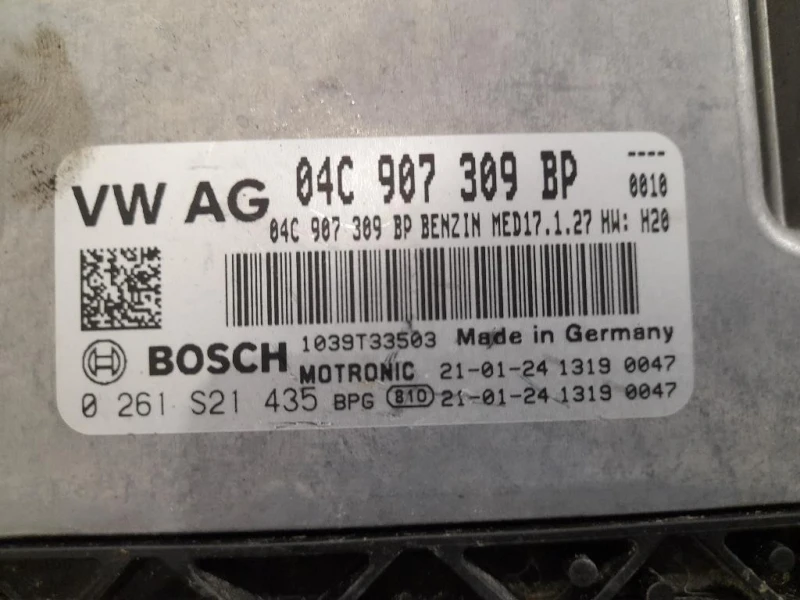 VW AG 04C 907 309 BP ----
0010
04C 907 309 BP BENZIN MED17.1.27 HW: H20
BOSCH 1039T33503 Made in Germany
MOTRONIC 21-01-24 1319 0047
0 261 S21 435 BPG 810 21-01-24 1319 0047